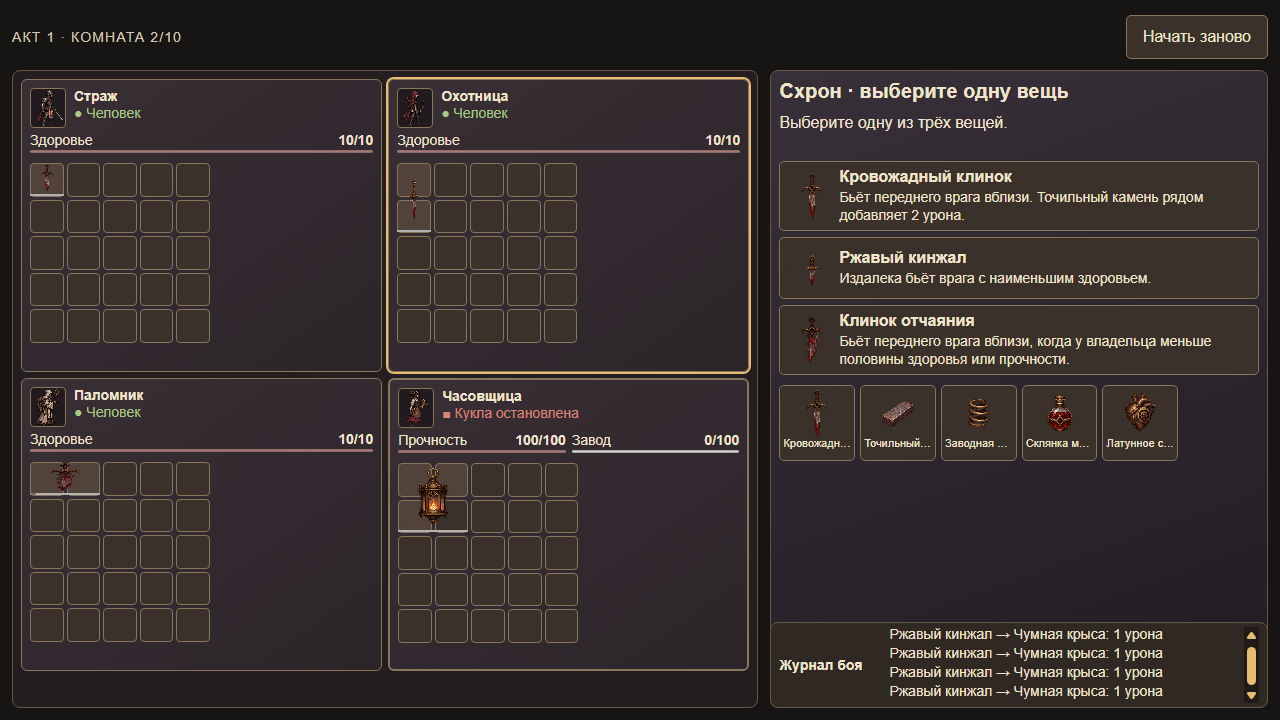 АКТ 1 · КОМНАТА 2/10
Начать заново
Страж
● Человек
Здоровье 10/10
Охотница
● Человек
Здоровье 10/10
Паломник
● Человек
Здоровье 10/10
Часовщица
■ Кукла остановлена
Прочность 100/100 Завод 0/100
Схрон · выберите одну вещь
Выберите одну из трёх вещей.
Кровожадный клинок
Бьёт переднего врага вблизи. Точильный камень рядом
добавляет 2 урона.
Ржавый кинжал
Издалека бьёт врага с наименьшим здоровьем.
Клинок отчаяния
Бьёт переднего врага вблизи, когда у владельца меньше
половины здоровья или прочности.
Кровожадн... Точильный... Заводная ... Склянка м... Латунное с...
Журнал боя
Ржавый кинжал → Чумная крыса: 1 урона
Ржавый кинжал → Чумная крыса: 1 урона
Ржавый кинжал → Чумная крыса: 1 урона
Ржавый кинжал → Чумная крыса: 1 урона